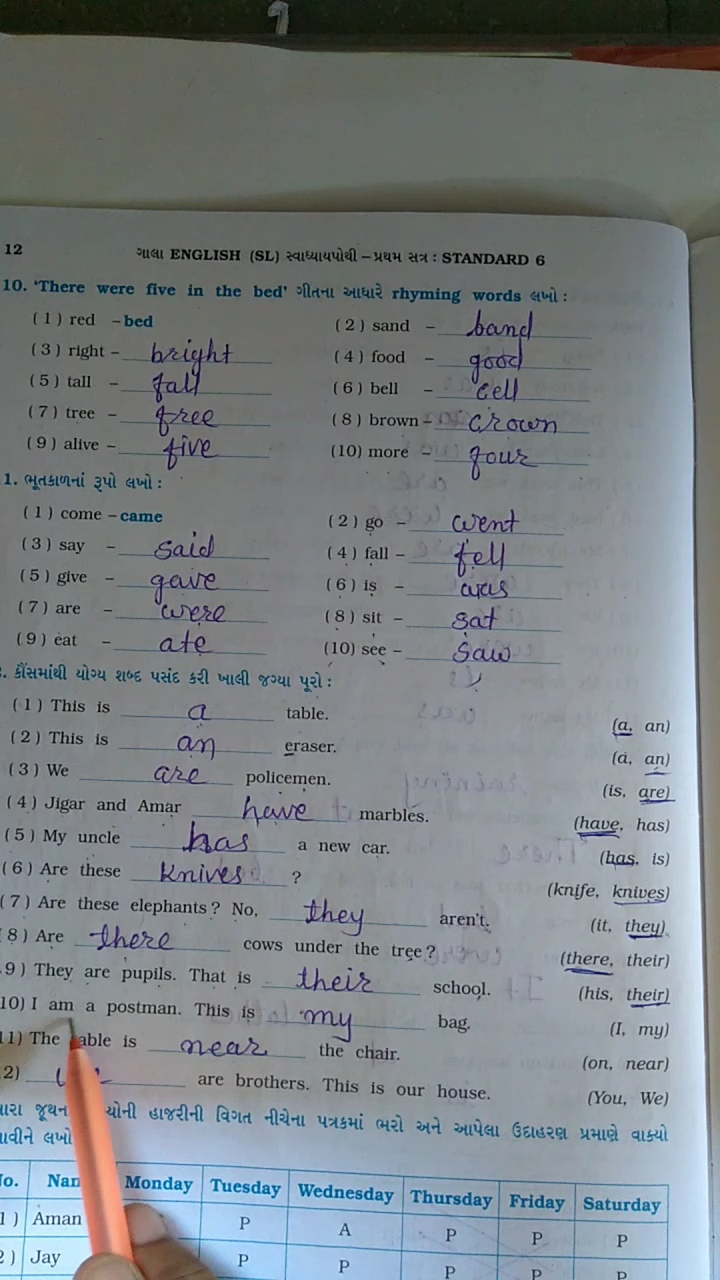 12 ગાલા ENGLISH (SL) સ્વાધ્યાયપોથી – પ્રથમ સત્ર : STANDARD 6
10. 'There were five in the bed' ગીતના આધારે rhyming words લખો :
(1) red – bed (2) sand – band
(3) right – bright (4) food – good
(5) tall – fall (6) bell – cell
(7) tree – free (8) brown – crown
(9) alive – five (10) more – four
1. ભૂતકાળનાં રૂપો લખો :
(1) come – came (2) go – went
(3) say – said (4) fall – fell
(5) give – gave (6) is – was
(7) are – were (8) sit – sat
(9) eat – ate (10) see – saw
. કૌંસમાંથી યોગ્ય શબ્દ પસંદ કરી ખાલી જગ્યા પૂરો :
(1) This is a table. (a, an)
(2) This is an eraser. (a, an)
(3) We are policemen. (is, are)
(4) Jigar and Amar have marbles. (have, has)
(5) My uncle has a new car. (has, is)
(6) Are these knives ? (knife, knives)
(7) Are these elephants? No, they aren't. (it, they)
8) Are there cows under the tree? (there, their)
9) They are pupils. That is their school. (his, their)
10) I am a postman. This is my bag. (I, my)
11) The table is near the chair. (on, near)
2) are brothers. This is our house. (You, We)
હાજરીની વિગત નીચેના પત્રકમાં ભરો અને આપેલા ઉદાહરણ પ્રમાણે વાક્યો
લખો
No. Nam Monday Tuesday Wednesday Thursday Friday Saturday
1) Aman P A P P P
2) Jay P P P P P